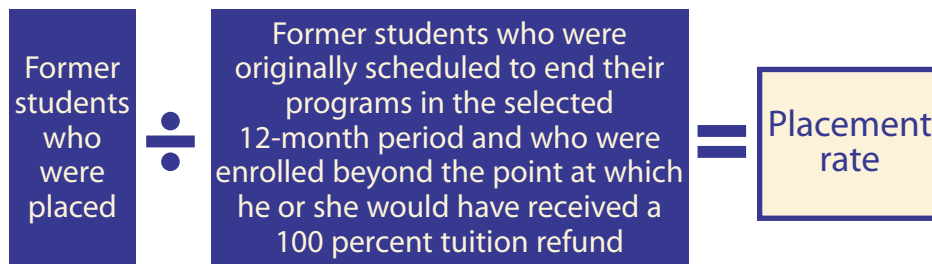 Former
students
who
were
placed
÷
Former students who were
originally scheduled to end their
programs in the selected
12-month period and who were
enrolled beyond the point at which
he or she would have received a
100 percent tuition refund
=
Placement
rate